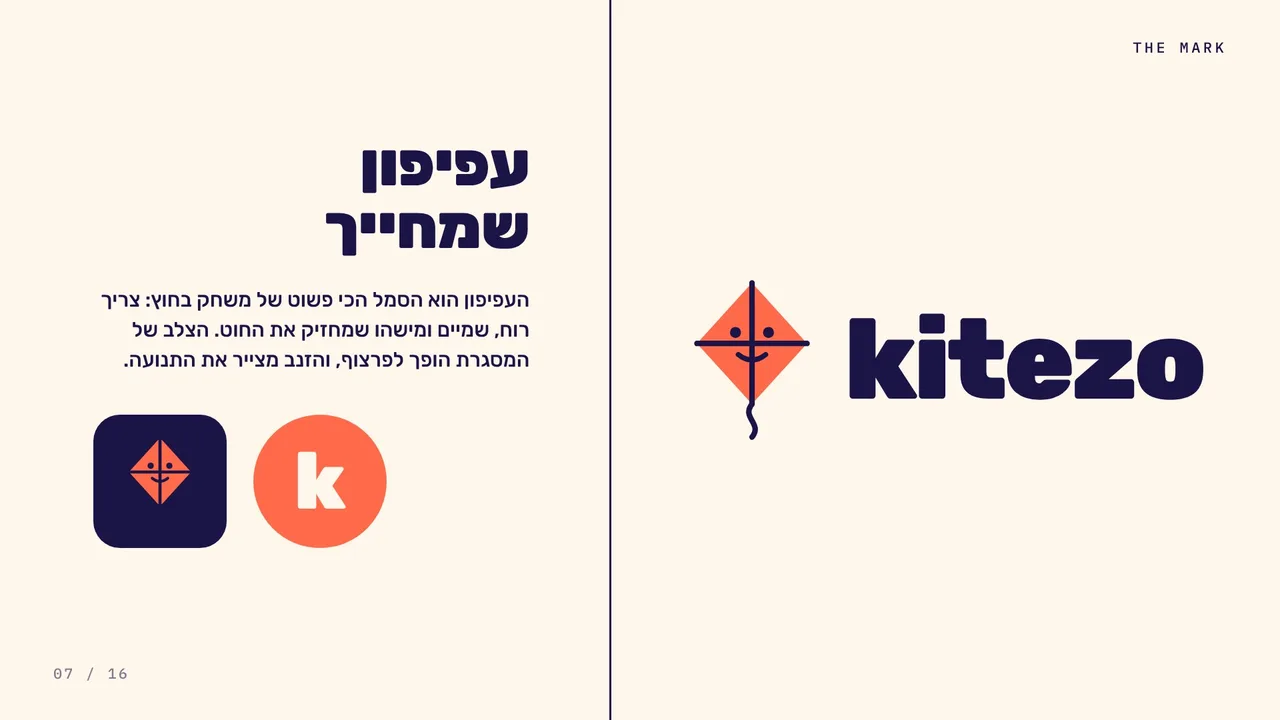 THE MARK
עפיפון
שמחייך
העפיפון הוא הסמל הכי פשוט של משחק בחוץ: צריך
רוח, שמיים ומישהו שמחזיק את החוט. הצלב של
המסגרת הופך לפרצוף, והזנב מצייר את התנועה.
k
kitezo
07 / 16